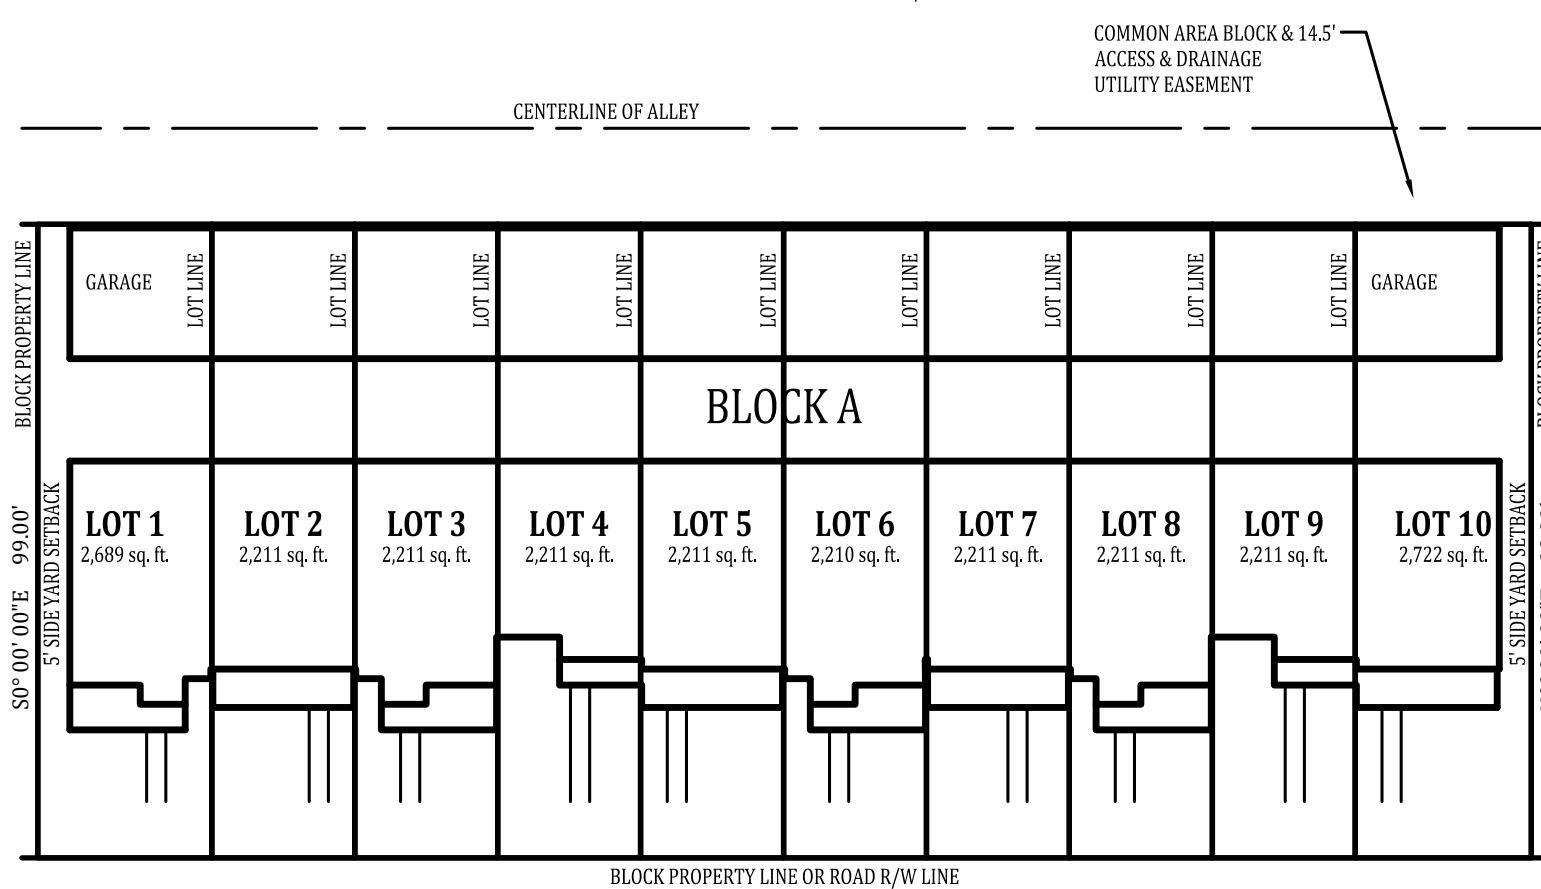 COMMON AREA BLOCK & 14.5'
ACCESS & DRAINAGE
UTILITY EASEMENT
CENTERLINE OF ALLEY
BLOCK PROPERTY LINE
GARAGE
LOT LINE
LOT LINE
LOT LINE
LOT LINE
LOT LINE
LOT LINE
LOT LINE
LOT LINE
LOT LINE
GARAGE
BLOCK A
S0° 00' 00"E 99.00'
5' SIDE YARD SETBACK
LOT 1
2,689 sq. ft.
LOT 2
2,211 sq. ft.
LOT 3
2,211 sq. ft.
LOT 4
2,211 sq. ft.
LOT 5
2,211 sq. ft.
LOT 6
2,210 sq. ft.
LOT 7
2,211 sq. ft.
LOT 8
2,211 sq. ft.
LOT 9
2,211 sq. ft.
LOT 10
2,722 sq. ft.
5' SIDE YARD SETBACK
BLOCK PROPERTY LINE OR ROAD R/W LINE